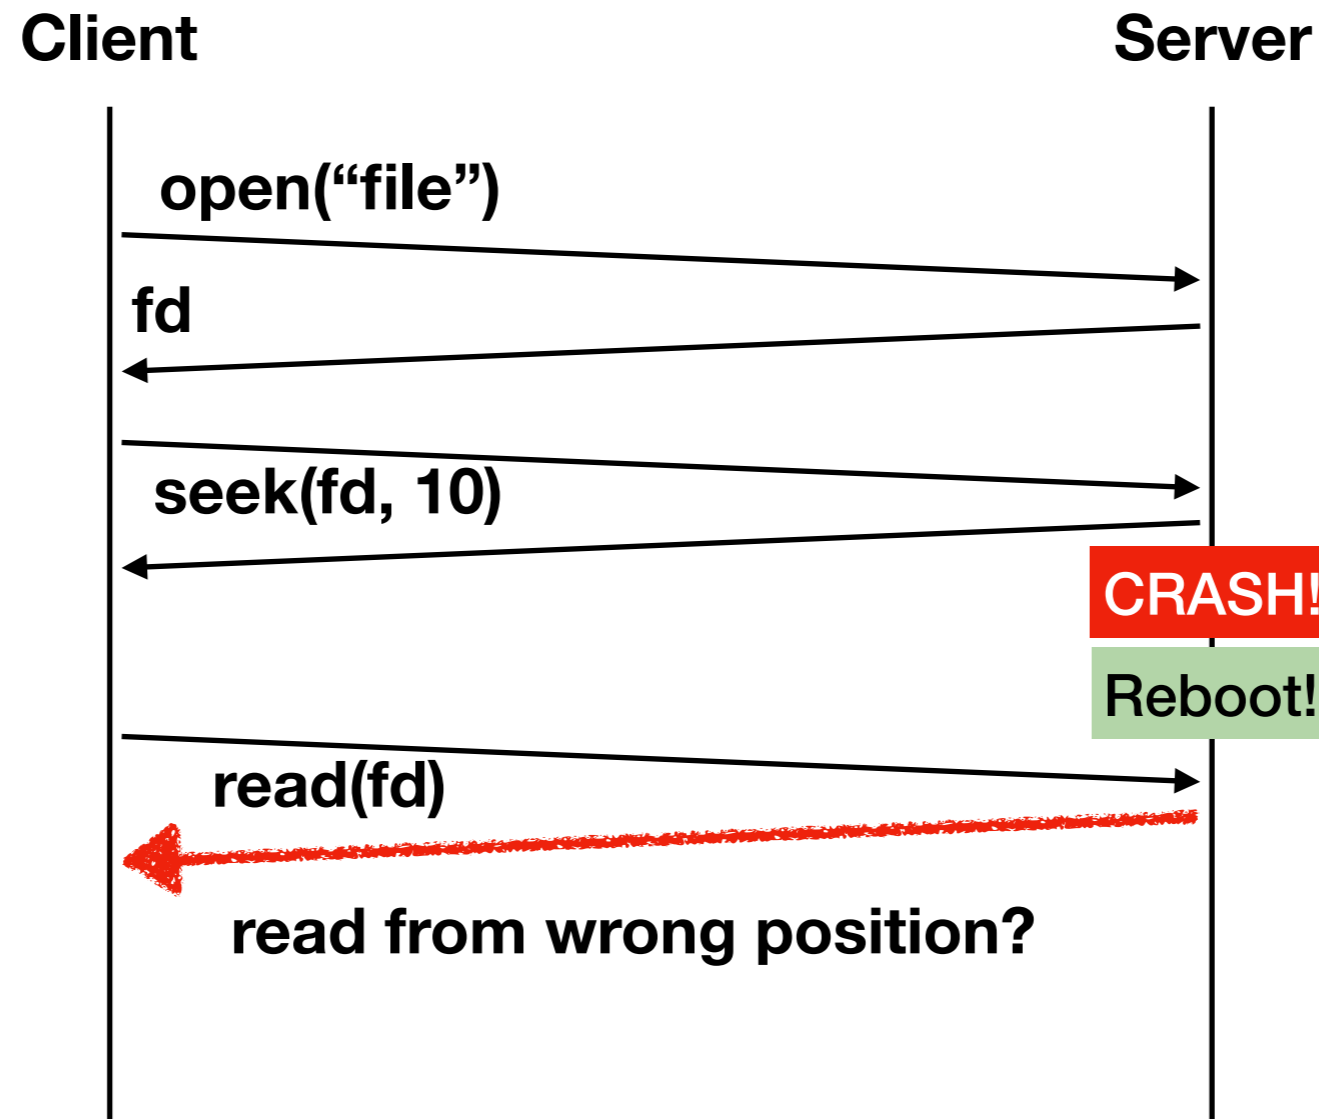 Client
Server
open(“file”)
fd
seek(fd, 10)
CRASH!
Reboot!
read(fd)
read from wrong position?